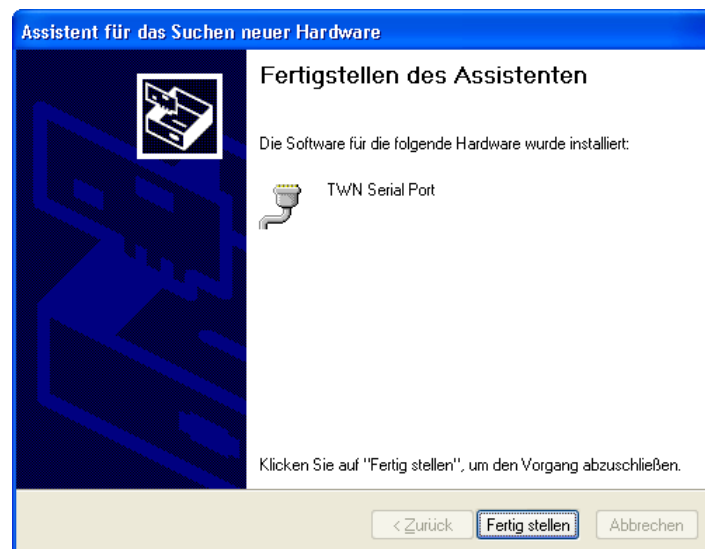 Assistent für das Suchen neuer Hardware
Fertigstellen des Assistenten
Die Software für die folgende Hardware wurde installiert:
TWN Serial Port
Klicken Sie auf "Fertig stellen", um den Vorgang abzuschließen.
< Zurück Fertig stellen Abbrechen